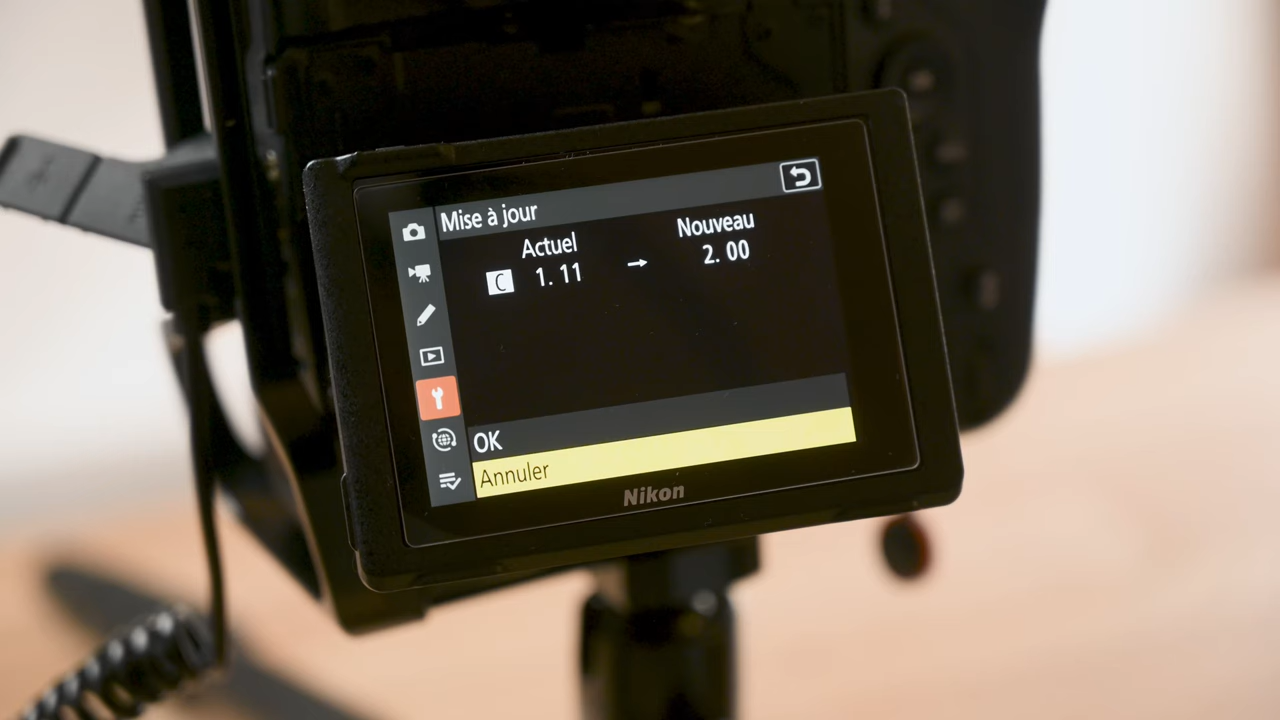 Mise à jour
Actuel Nouveau
C 1.11 → 2.00
OK
Annuler
Nikon